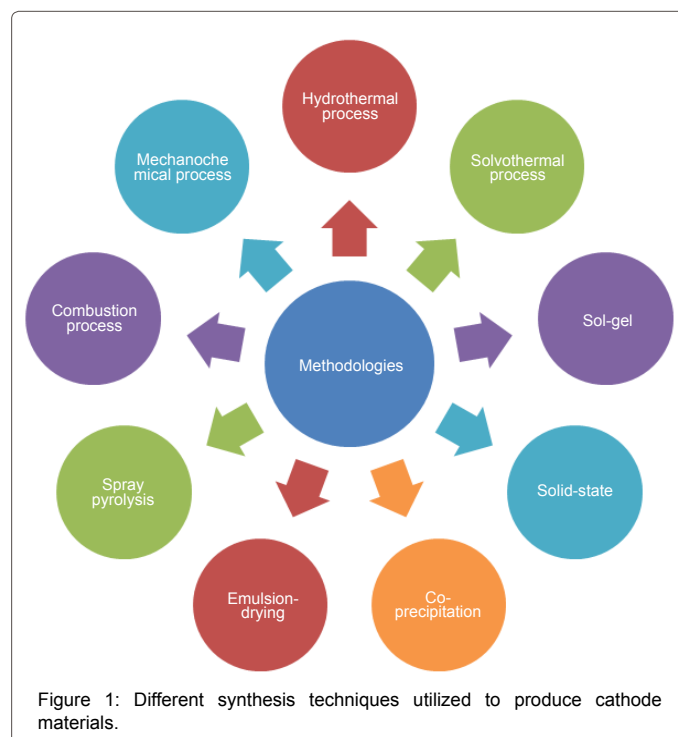 Hydrothermal
process
Solvothermal
process
Sol-gel
Solid-state
Co-
precipitation
Emulsion-
drying
Spray
pyrolysis
Combustion
process
Mechanoche
mical process
Methodologies
Figure 1: Different synthesis techniques utilized to produce cathode
materials.